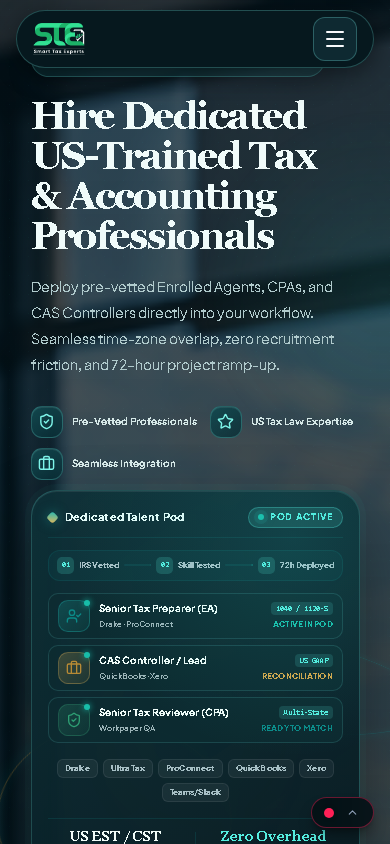 STE
Smart Tax Experts
Hire Dedicated
US-Trained Tax
& Accounting
Professionals
Deploy pre-vetted Enrolled Agents, CPAs, and
CAS Controllers directly into your workflow.
Seamless time-zone overlap, zero recruitment
friction, and 72-hour project ramp-up.
Pre-Vetted Professionals
US Tax Law Expertise
Seamless Integration
Dedicated Talent Pod
POD ACTIVE
01 IRS Vetted
02 Skill Tested
03 72h Deployed
Senior Tax Preparer (EA)
1040 / 1120-S
Drake · ProConnect
ACTIVE IN POD
CAS Controller / Lead
US GAAP
QuickBooks · Xero
RECONCILIATION
Senior Tax Reviewer (CPA)
Multi-State
Workpaper QA
READY TO MATCH
Drake
UltraTax
ProConnect
QuickBooks
Xero
Teams/Slack
US EST / CST
Zero Overhead